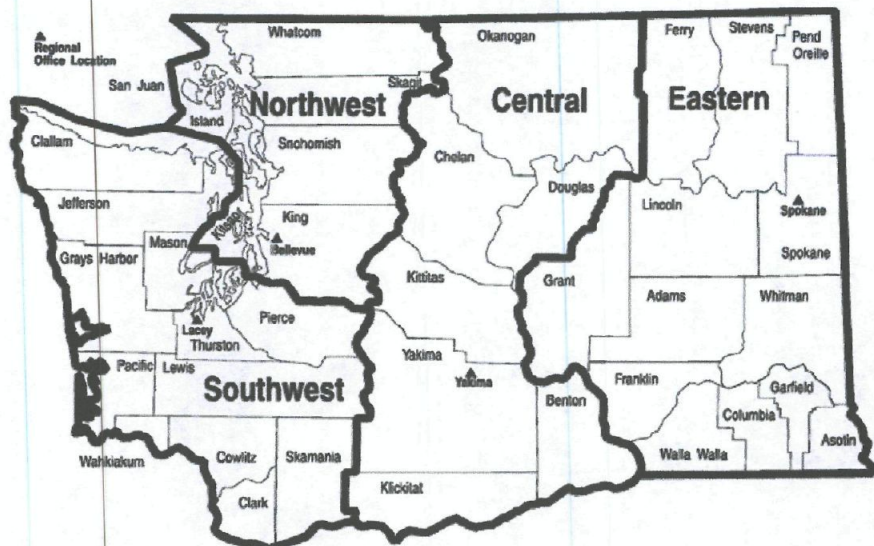 Whatcom
Okanogan
Ferry
Stevens
Pend
Oreille
Regional
Office Location
San Juan
Skagit
Northwest
Central
Eastern
Island
Clallam
Snohomish
Chelan
Douglas
Jefferson
Lincoln
Spokane
King
Kitsap
Mason
Bellevue
Grays Harbor
Spokane
Kittitas
Grant
Adams
Whitman
Pierce
Lacey
Thurston
Yakima
Pacific
Lewis
Yakima
Franklin
Garfield
Southwest
Benton
Columbia
Asotin
Wahkiakum
Cowlitz
Skamania
Walla Walla
Klickitat
Clark